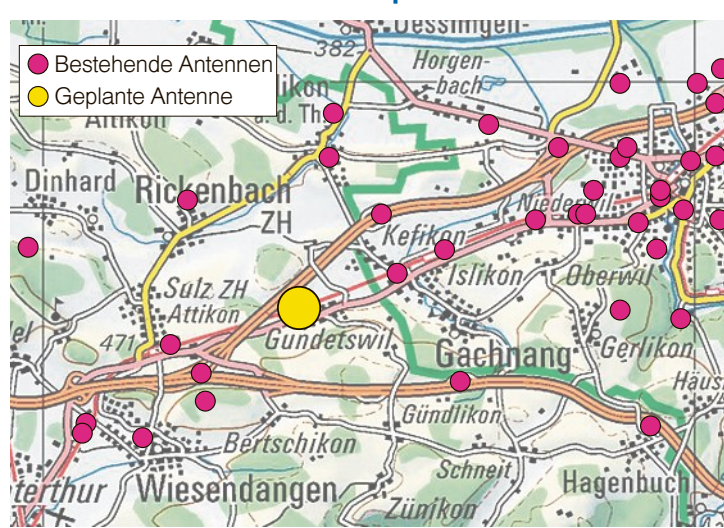 Bestehende Antennen
Geplante Antenne
382
Horgen-
bach
a. d. Th.
Attikon
Dinhard
Rickenbach
ZH
Niederwil
Kefikon
Islikon
Oberwil
Sulz ZH
Attikon
471
Gundetswil
Gachnang
Gerlikon
Gündlikon
Bertschikon
Schneit
Hagenbuch
Wiesendangen
Zünikon
terthur
Häus